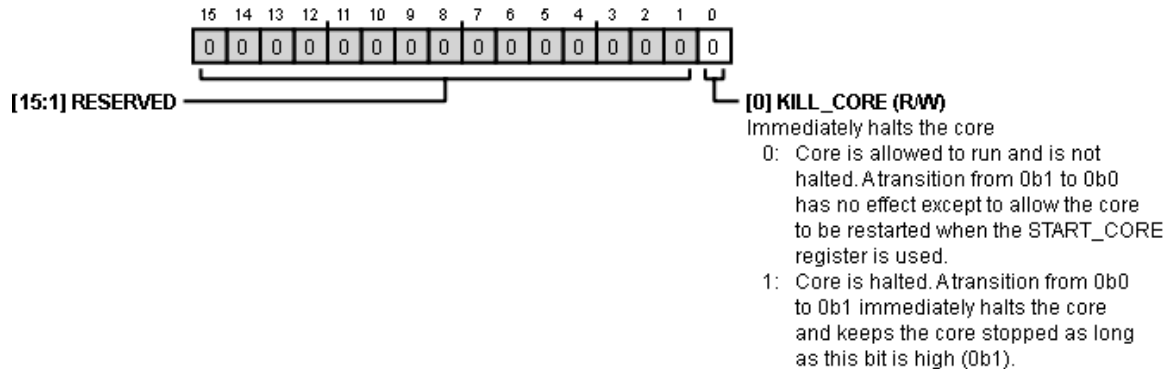 15 14 13 12 11 10 9 8 7 6 5 4 3 2 1 0
0 0 0 0 0 0 0 0 0 0 0 0 0 0 0 0
[15:1] RESERVED
[0] KILL_CORE (R/W)
Immediately halts the core
0: Core is allowed to run and is not
halted. A transition from 0b1 to 0b0
has no effect except to allow the core
to be restarted when the START_CORE
register is used.
1: Core is halted. A transition from 0b0
to 0b1 immediately halts the core
and keeps the core stopped as long
as this bit is high (0b1).